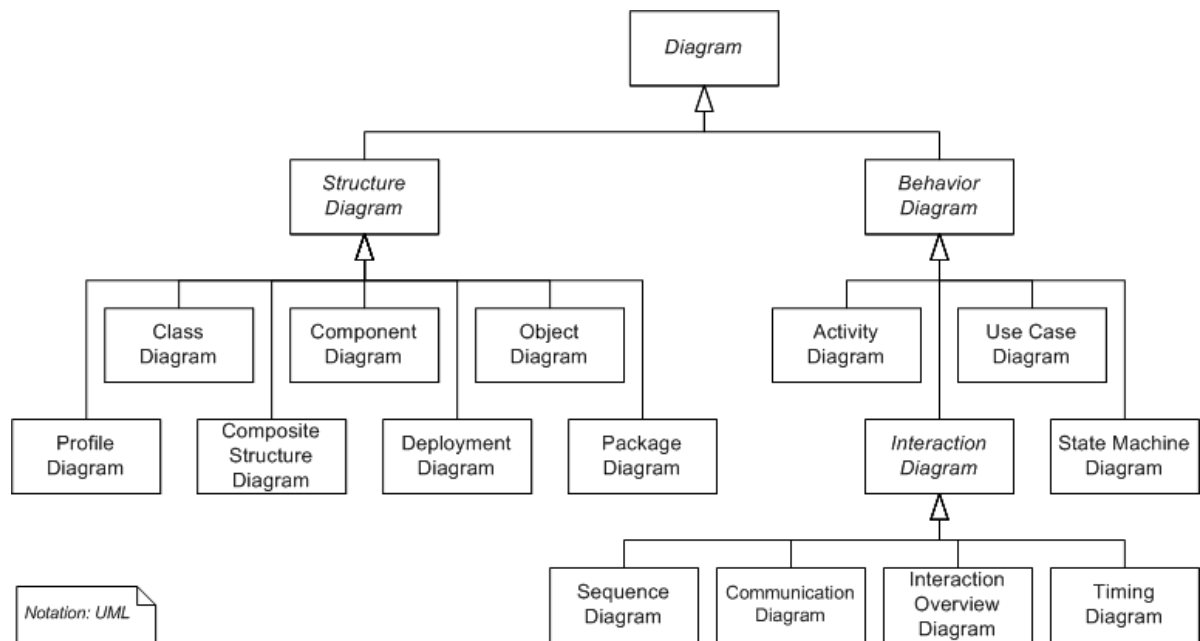 Diagram
Structure
Diagram
Behavior
Diagram
Class
Diagram
Component
Diagram
Object
Diagram
Activity
Diagram
Use Case
Diagram
Profile
Diagram
Composite
Structure
Diagram
Deployment
Diagram
Package
Diagram
Interaction
Diagram
State Machine
Diagram
Sequence
Diagram
Communication
Diagram
Interaction
Overview
Diagram
Timing
Diagram
Notation: UML